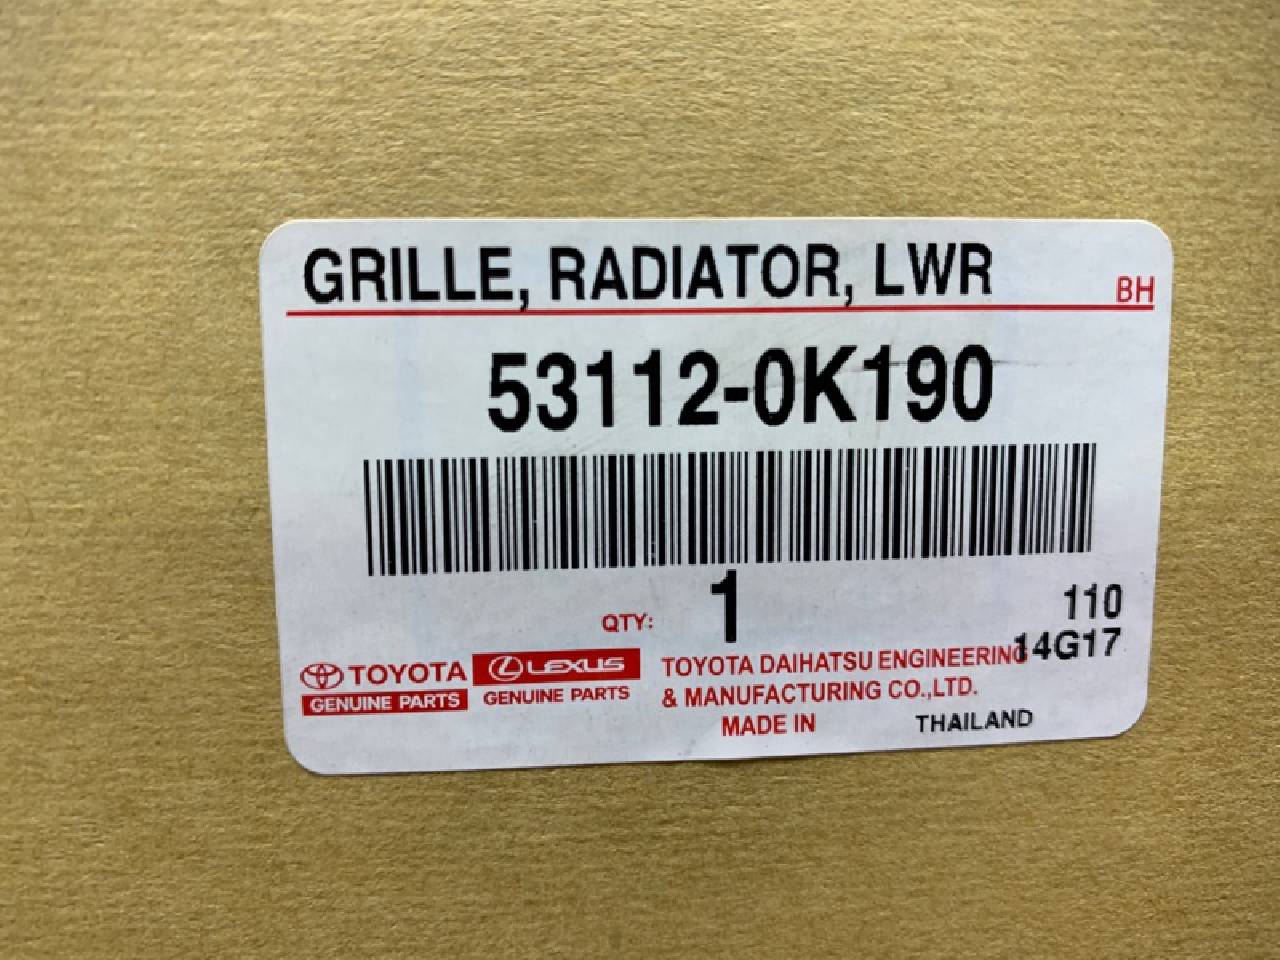 GRILLE, RADIATOR, LWR BH
53112-0K190
QTY: 1
110
14G17
TOYOTA
GENUINE PARTS
LEXUS
GENUINE PARTS
TOYOTA DAIHATSU ENGINEERING
& MANUFACTURING CO.,LTD.
MADE IN THAILAND